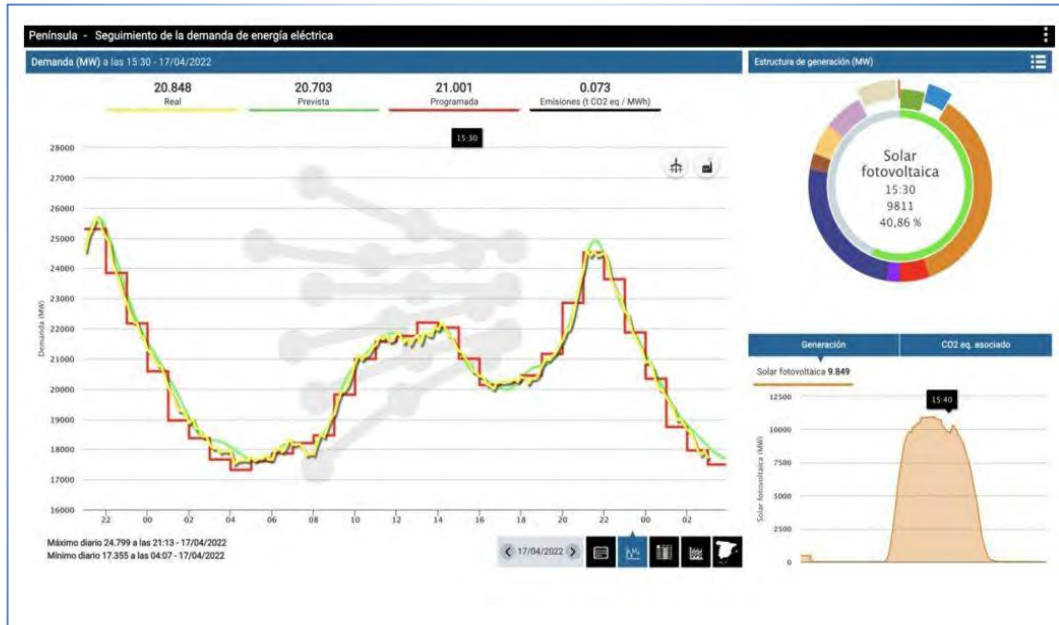 Península - Seguimiento de la demanda de energía eléctrica
Demanda (MW) a las 15:30 - 17/04/2022
20.848 20.703 21.001 0.073
Real Prevista Programada Emisiones (t CO2 eq / MWh)
15:30
28000
27000
26000
25000
24000
23000
22000
21000
20000
19000
18000
17000
16000
Demanda (MW)
22 00 02 04 06 08 10 12 14 16 18 20 22 00 02
Máximo diario 24.799 a las 21:13 - 17/04/2022
Mínimo diario 17.355 a las 04:07 - 17/04/2022
17/04/2022
Estructura de generación (MW)
Solar
fotovoltaica
15:30
9811
40,86 %
Generación CO2 eq. asociado
Solar fotovoltaica 9.849
15:40
12500
10000
7500
5000
2500
0
Solar fotovoltaica (MW)